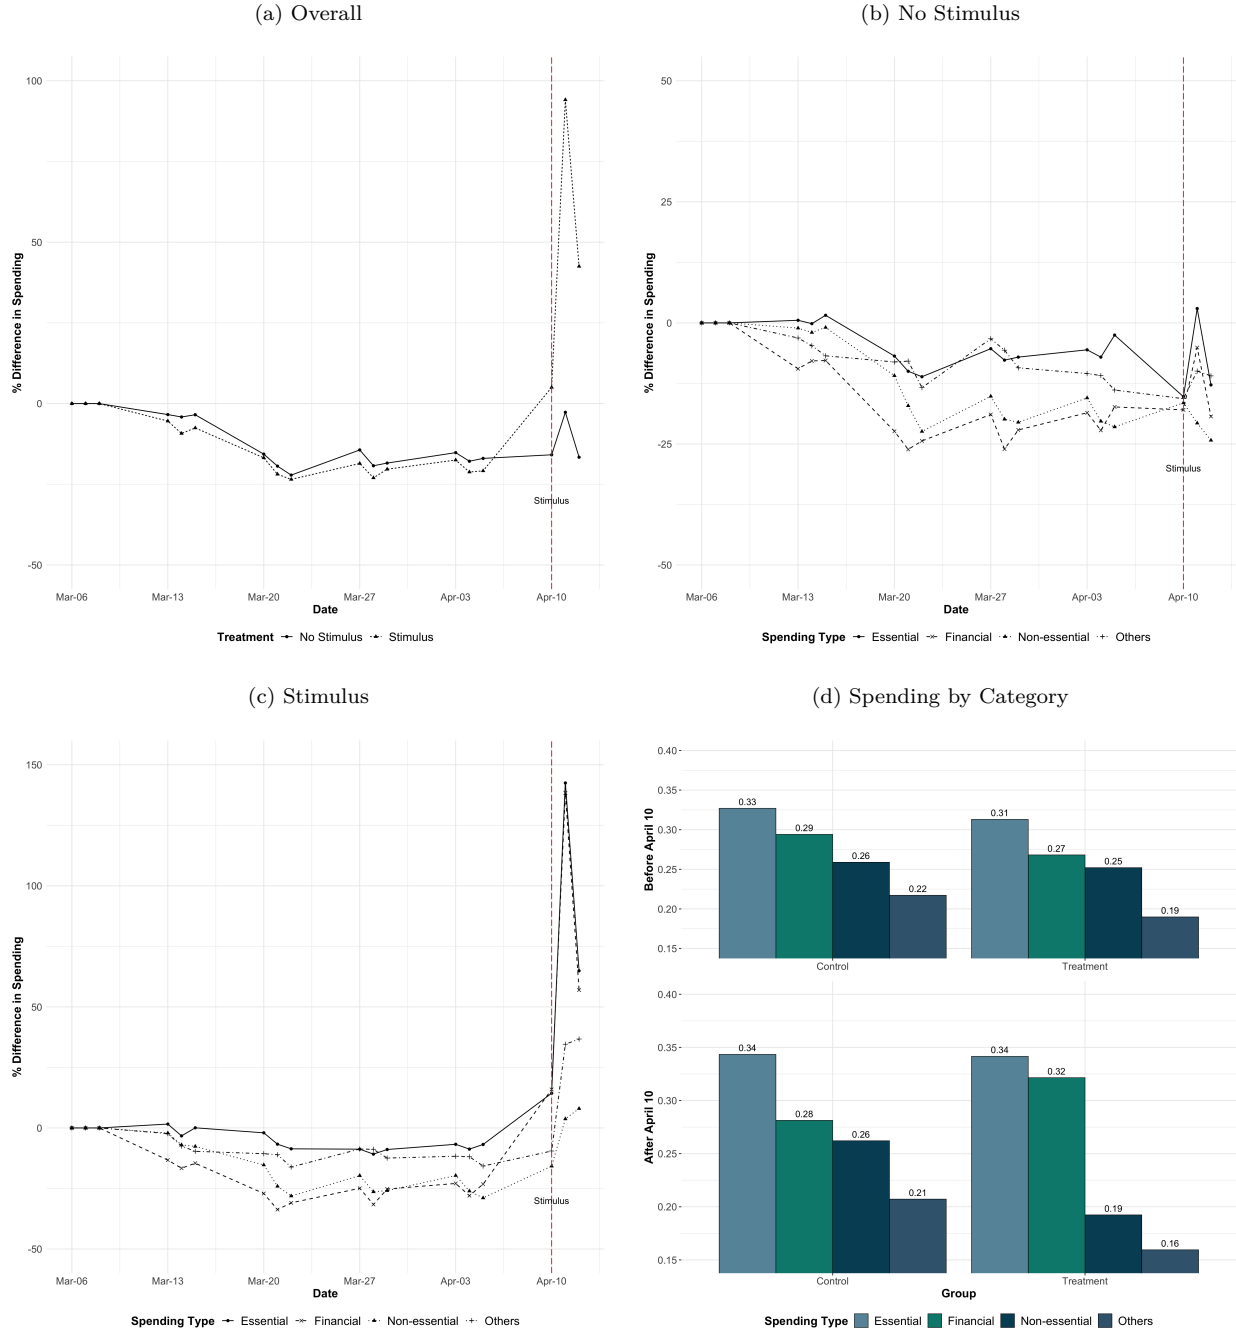 (a) Overall
100
50
0
-50
% Difference in Spending
Stimulus
Mar-06 Mar-13 Mar-20 Mar-27 Apr-03 Apr-10
Date
Treatment No Stimulus Stimulus
(b) No Stimulus
50
25
0
-25
-50
% Difference in Spending
Stimulus
Mar-06 Mar-13 Mar-20 Mar-27 Apr-03 Apr-10
Date
Spending Type Essential Financial Non-essential Others
(c) Stimulus
150
100
50
0
-50
% Difference in Spending
Stimulus
Mar-06 Mar-13 Mar-20 Mar-27 Apr-03 Apr-10
Date
Spending Type Essential Financial Non-essential Others
(d) Spending by Category
0.40
0.35
0.30
0.25
0.20
0.15
Before April 10
0.33 0.29 0.26 0.22 0.31 0.27 0.25 0.19
Control Treatment
0.40
0.35
0.30
0.25
0.20
0.15
After April 10
0.34 0.28 0.26 0.21 0.34 0.32 0.19 0.16
Control Treatment
Group
Spending Type Essential Financial Non-essential Others